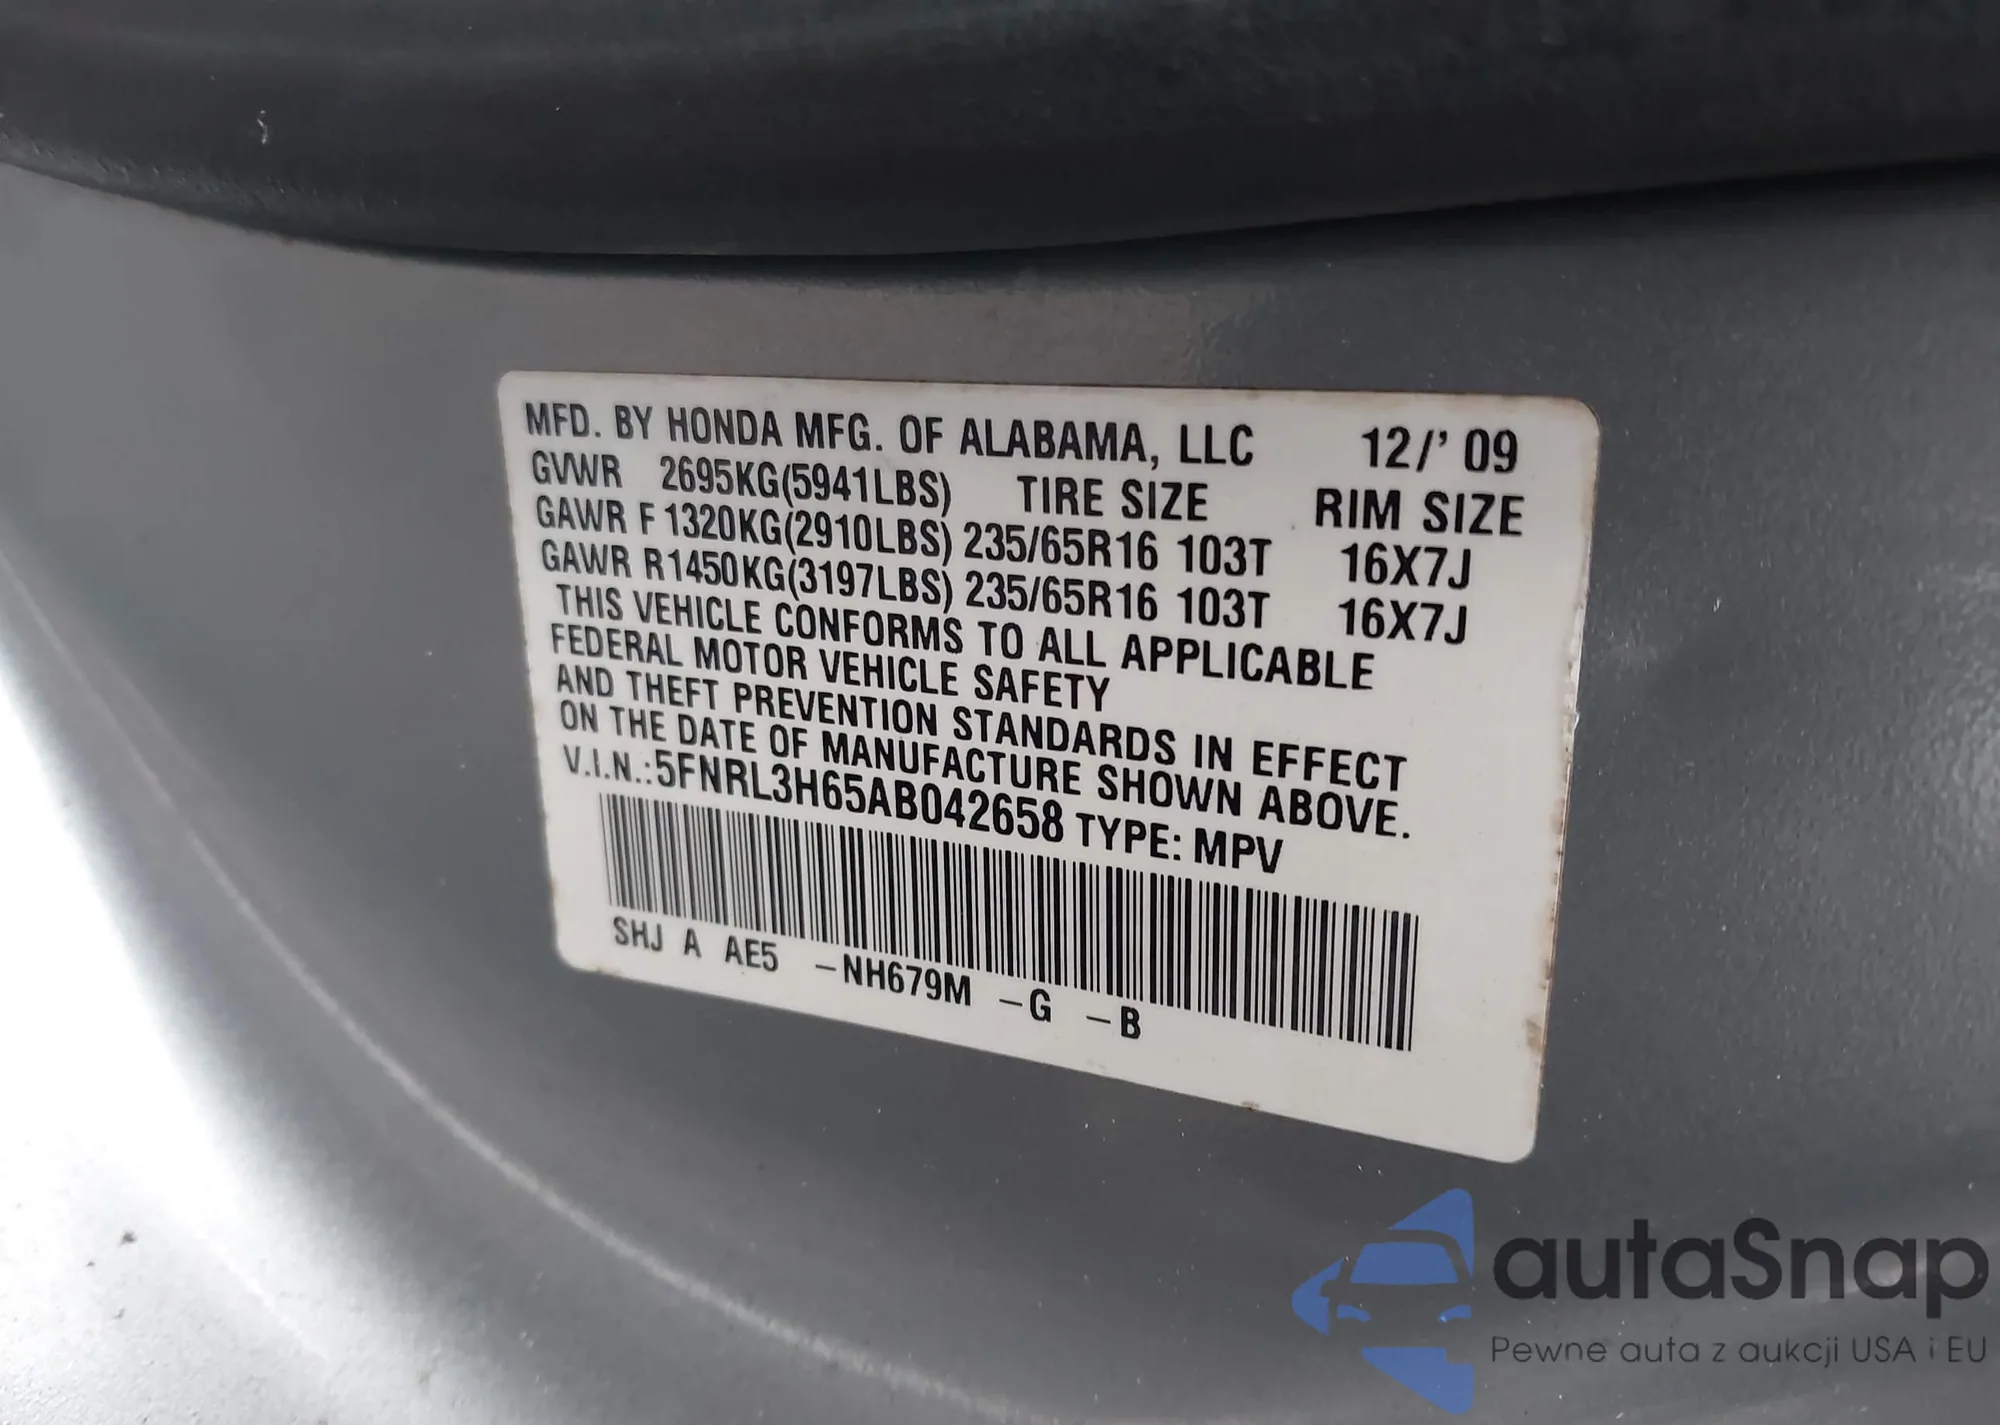 MFD. BY HONDA MFG. OF ALABAMA, LLC 12/' 09
GVWR 2695KG(5941LBS) TIRE SIZE RIM SIZE
GAWR F 1320KG(2910LBS) 235/65R16 103T 16X7J
GAWR R1450KG(3197LBS) 235/65R16 103T 16X7J
THIS VEHICLE CONFORMS TO ALL APPLICABLE
FEDERAL MOTOR VEHICLE SAFETY
AND THEFT PREVENTION STANDARDS IN EFFECT
ON THE DATE OF MANUFACTURE SHOWN ABOVE.
V.I.N.:5FNRL3H65AB042658 TYPE: MPV
SHJ A AE5 –NH679M –G –B
autaSnap
Pewne auta z aukcji USA i EU